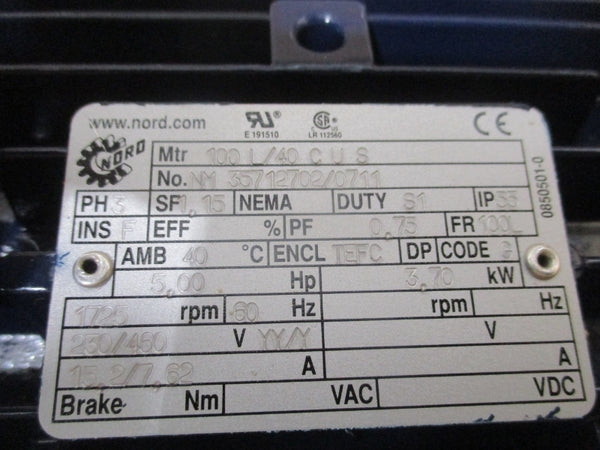 www.nord.com
E 191510
LR 112560
CE
NORD
Mtr 100 L/40 C U S
No. NM 35712702/0711
PH 3 SF 1,15 NEMA DUTY S1 IP 55
INS F EFF % PF 0,75 FR 100L
AMB 40 °C ENCL TEFC DP CODE
5,00 Hp 3,70 kW
1725 rpm 60 Hz rpm Hz
230/460 V YY/Y V
15,2/7,62 A A
Brake Nm VAC VDC
0850501-0